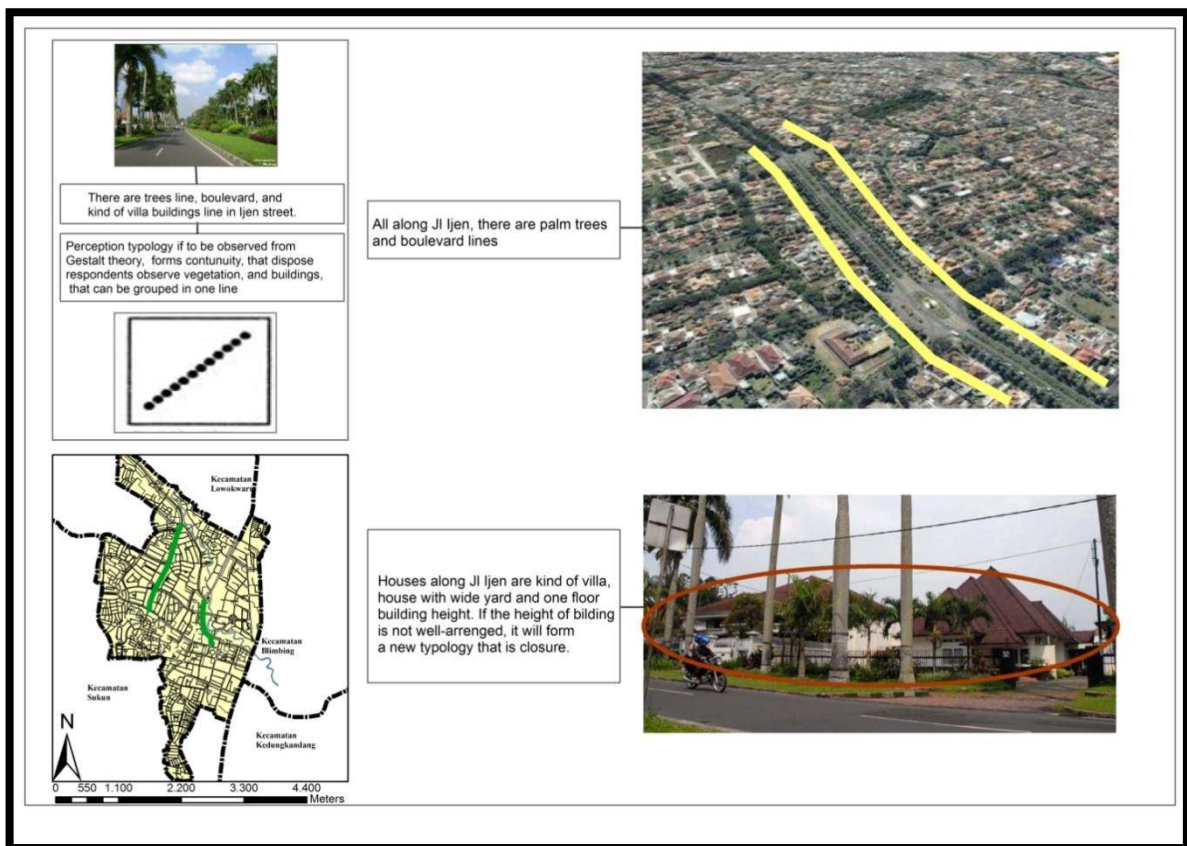 There are trees line, boulevard, and
kind of villa buildings line in Ijen street.
Perception typology if to be observed from
Gestalt theory, forms contunuity, that dispose
respondents observe vegetation, and buildings,
that can be grouped in one line
All along Jl Ijen, there are palm trees
and boulevard lines
Kecamatan
Lowokwaru
Kecamatan
Blimbing
Kecamatan
Sukun
Kecamatan
Kedungkandang
N
0 550 1.100 2.200 3.300 4.400
Meters
Houses along Jl Ijen are kind of villa,
house with wide yard and one floor
building height. If the height of bilding
is not well-arrenged, it will form
a new typology that is closure.